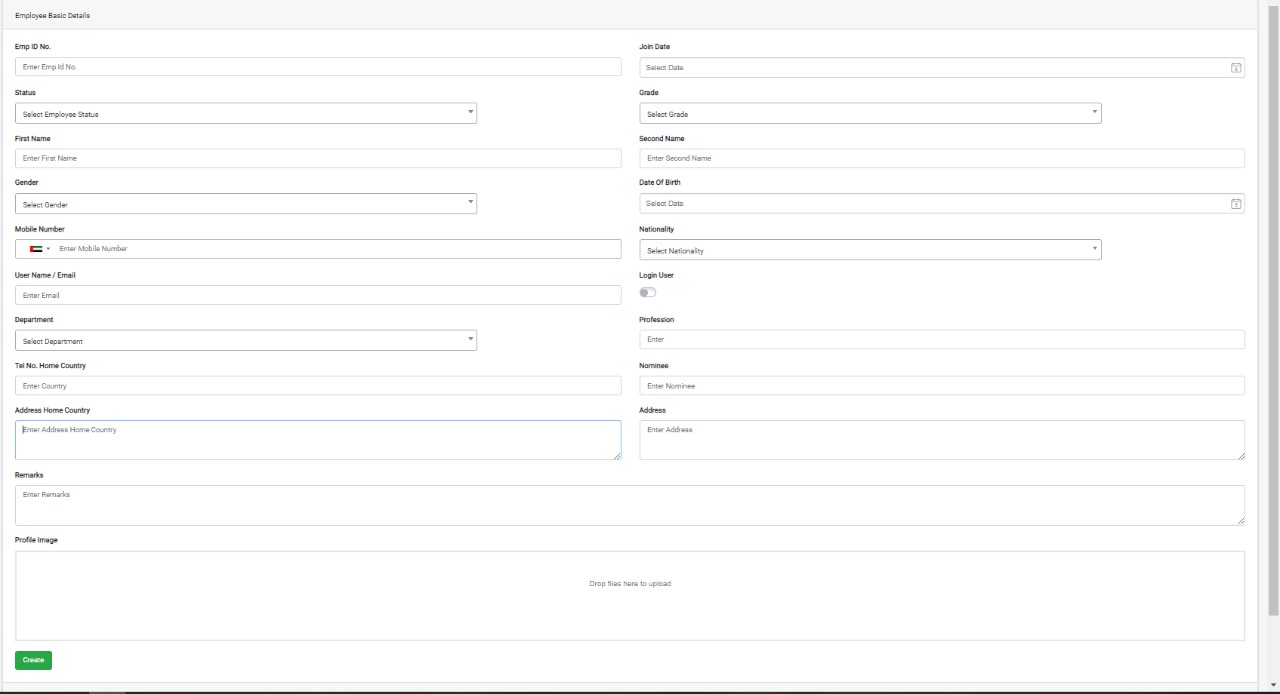 Employee Basic Details
Emp ID No.
Join Date
Enter Emp Id No.
Select Date
Status
Grade
Select Employee Status
Select Grade
First Name
Second Name
Enter First Name
Enter Second Name
Gender
Date Of Birth
Select Gender
Select Date
Mobile Number
Nationality
Enter Mobile Number
Select Nationality
User Name / Email
Login User
Enter Email
Department
Profession
Select Department
Enter
Tel No. Home Country
Nominee
Enter Country
Enter Nominee
Address Home Country
Address
Enter Address Home Country
Enter Address
Remarks
Enter Remarks
Profile Image
Drop files here to upload
Create